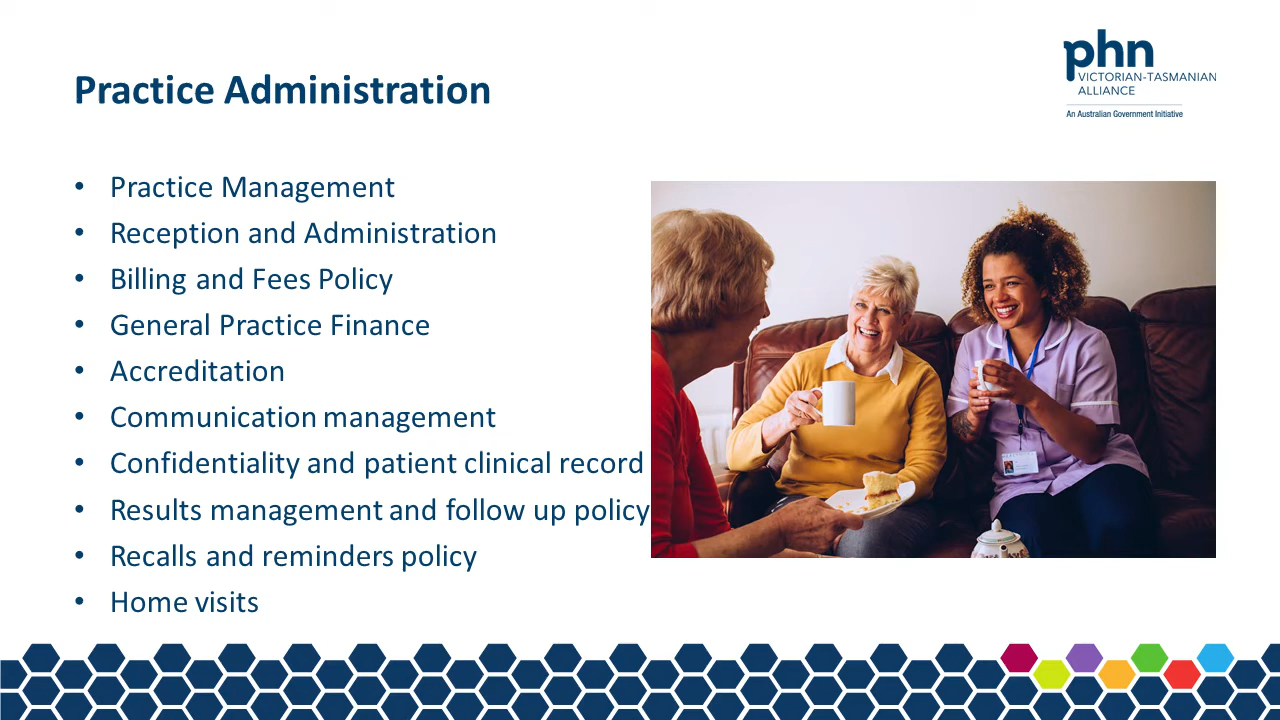 Practice Administration
phn
VICTORIAN-TASMANIAN
ALLIANCE
An Australian Government Initiative
• Practice Management
• Reception and Administration
• Billing and Fees Policy
• General Practice Finance
• Accreditation
• Communication management
• Confidentiality and patient clinical record
• Results management and follow up policy
• Recalls and reminders policy
• Home visits